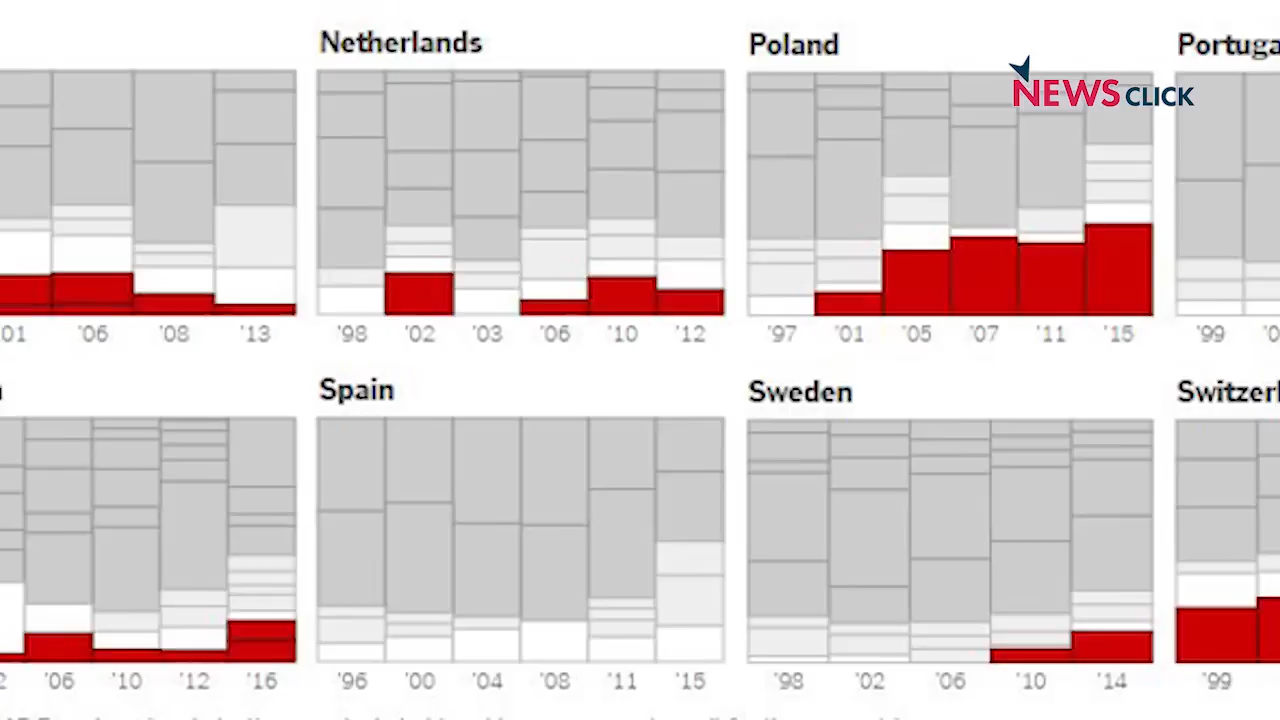 Netherlands Poland Portuga
NEWS CLICK
01 '06 '08 '13 '98 '02 '03 '06 '10 '12 '97 '01 '05 '07 '11 '15 '99
Spain Sweden Switzerl
'06 '10 '12 '16 '96 '00 '04 '08 '11 '15 '98 '02 '06 '10 '14 '99